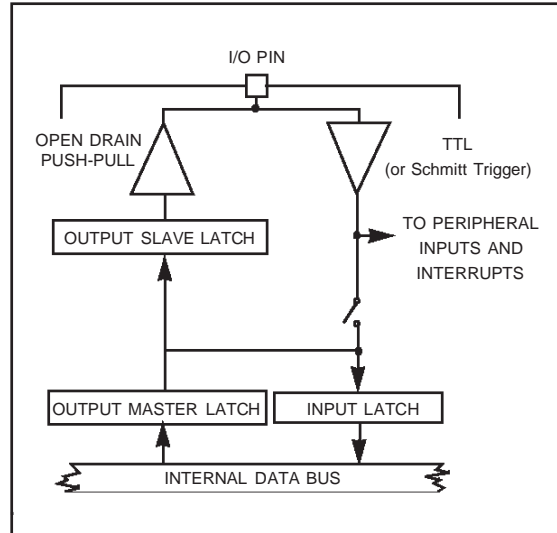 I/O PIN
OPEN DRAIN
PUSH-PULL
TTL
(or Schmitt Trigger)
TO PERIPHERAL
INPUTS AND
INTERRUPTS
OUTPUT SLAVE LATCH
OUTPUT MASTER LATCH
INPUT LATCH
INTERNAL DATA BUS